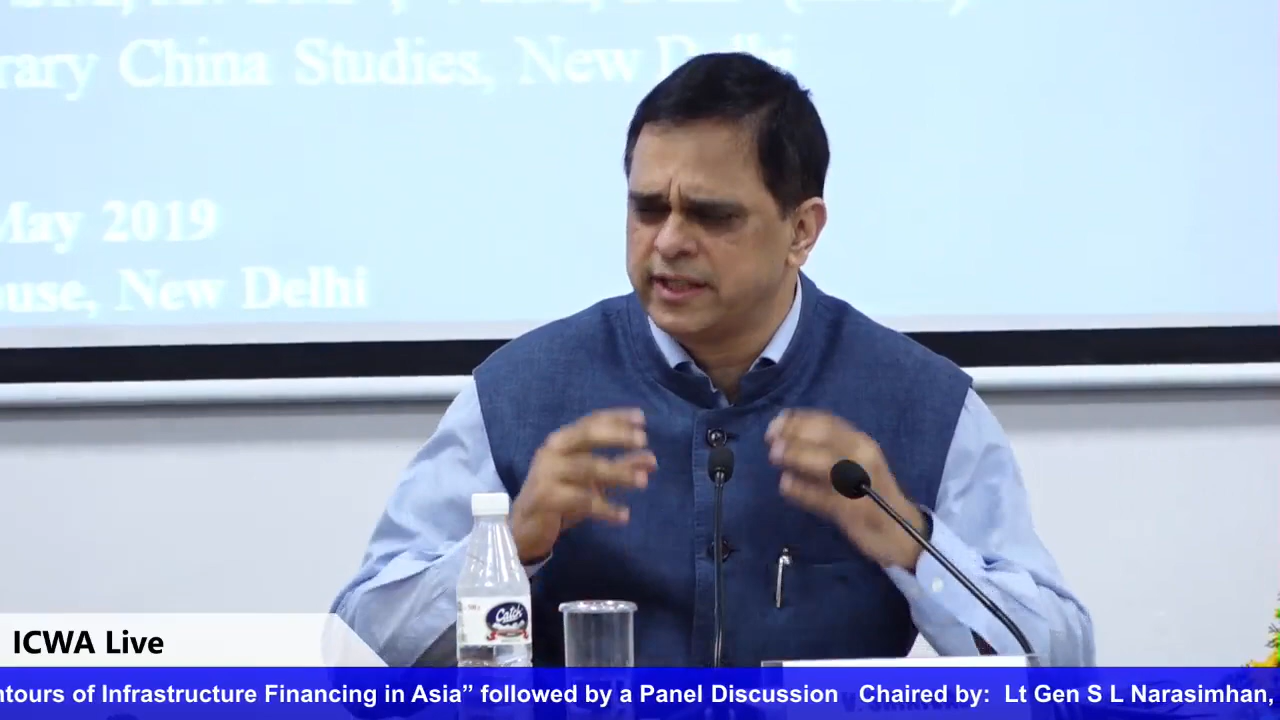 rary China Studies, New Delhi
May 2019
ouse, New Delhi
Catch
ICWA Live
ntours of Infrastructure Financing in Asia” followed by a Panel Discussion Chaired by: Lt Gen S L Narasimhan,